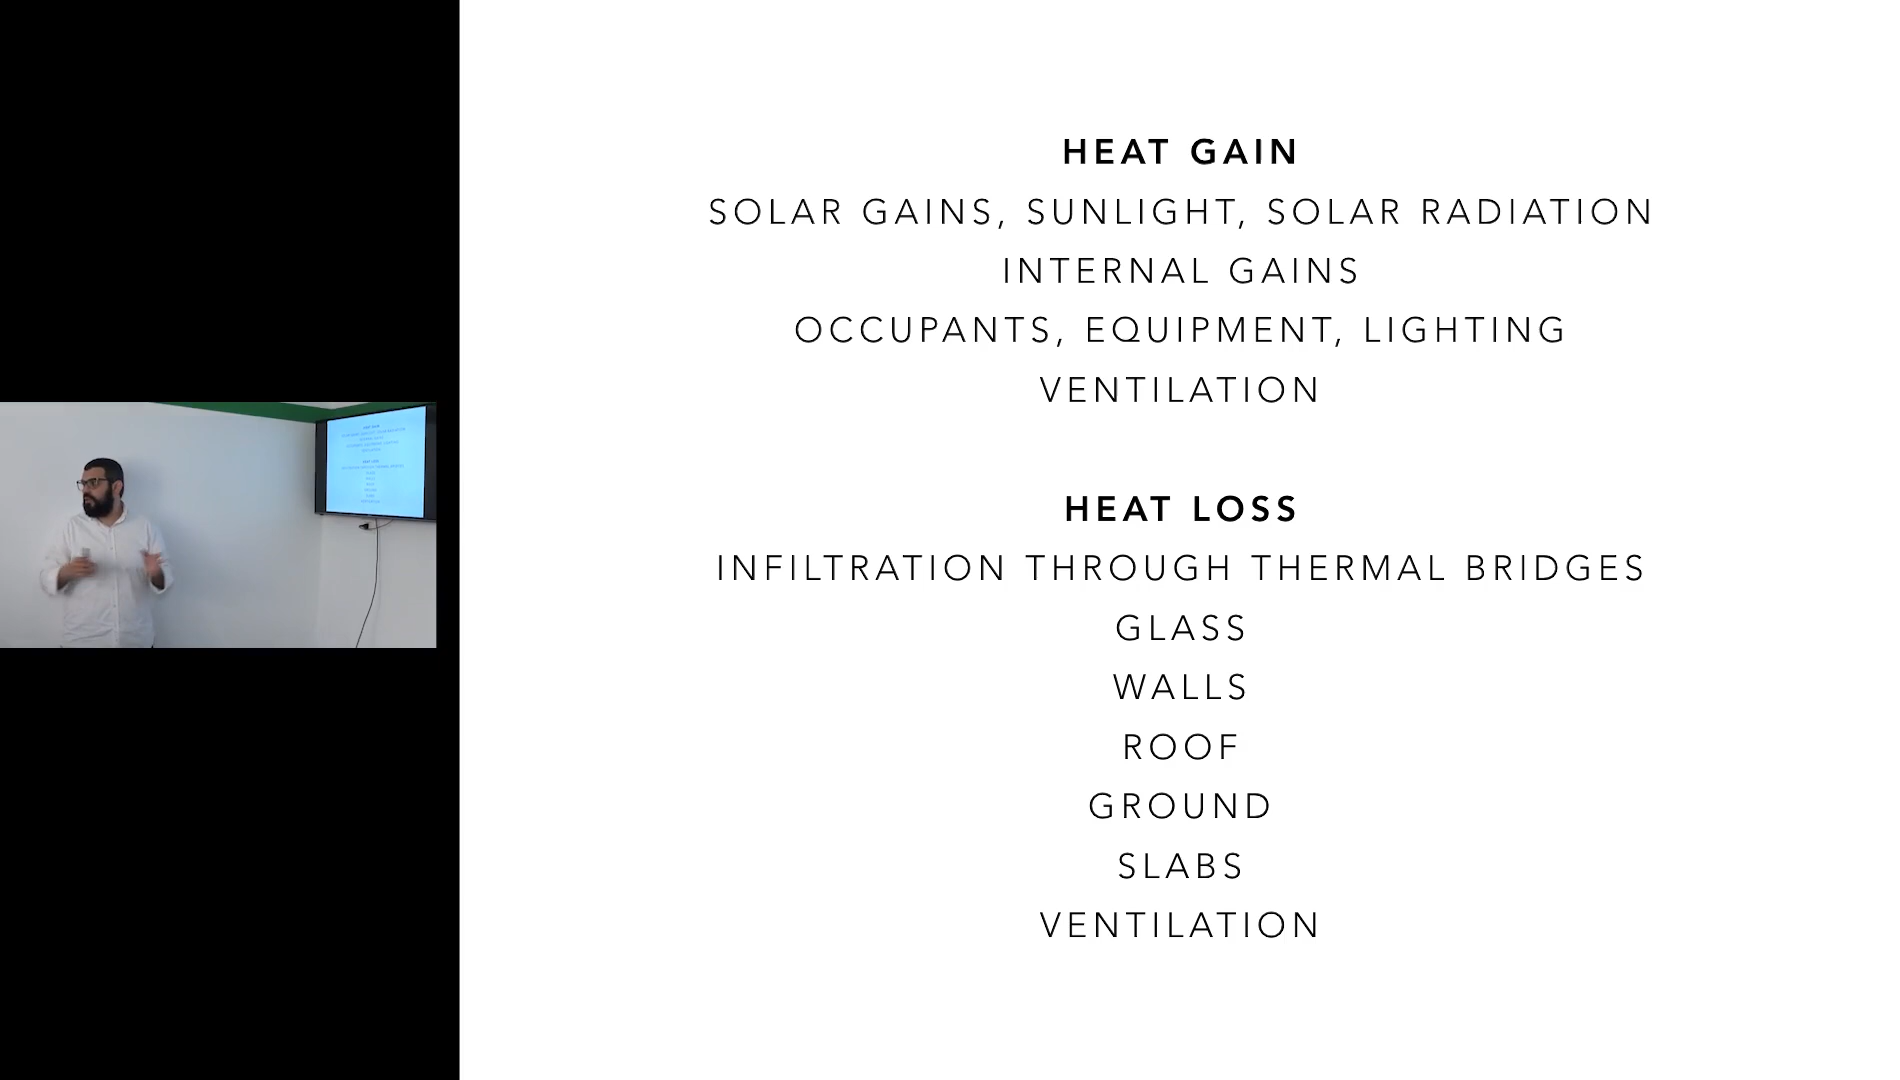 HEAT GAIN
SOLAR GAINS, SUNLIGHT, SOLAR RADIATION
INTERNAL GAINS
OCCUPANTS, EQUIPMENT, LIGHTING
VENTILATION
HEAT LOSS
INFILTRATION THROUGH THERMAL BRIDGES
GLASS
WALLS
ROOF
GROUND
SLABS
VENTILATION